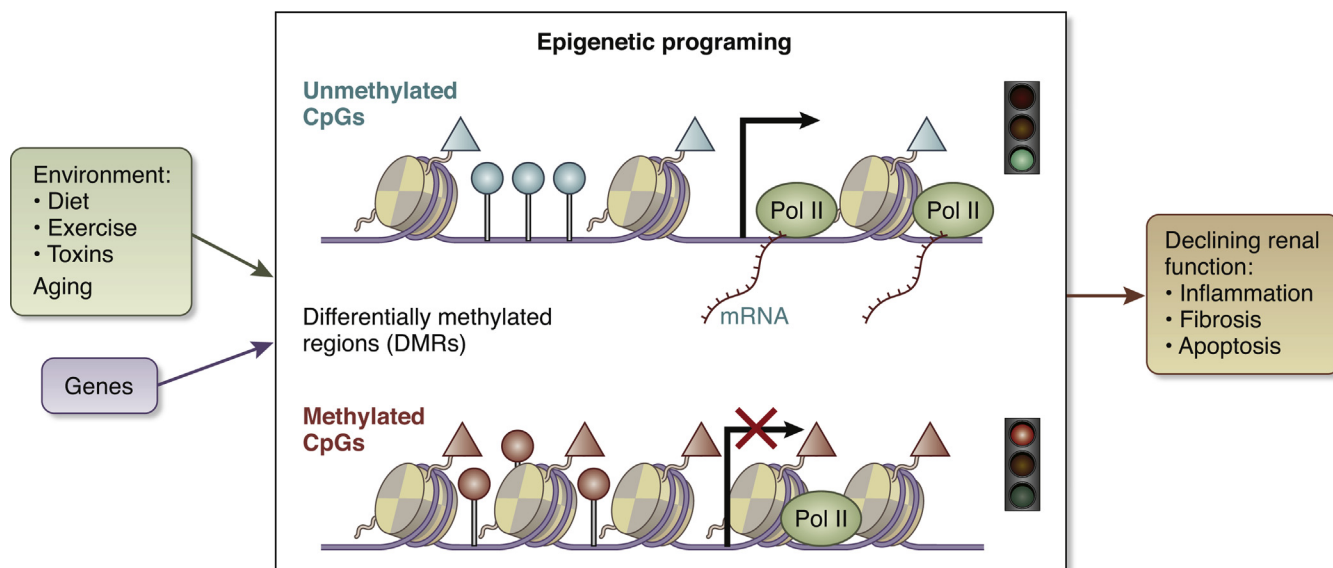 Epigenetic programing
Unmethylated
CpGs
Environment:
• Diet
• Exercise
• Toxins
Aging
Genes
Pol II
Pol II
mRNA
Differentially methylated
regions (DMRs)
Methylated
CpGs
Pol II
Declining renal
function:
• Inflammation
• Fibrosis
• Apoptosis